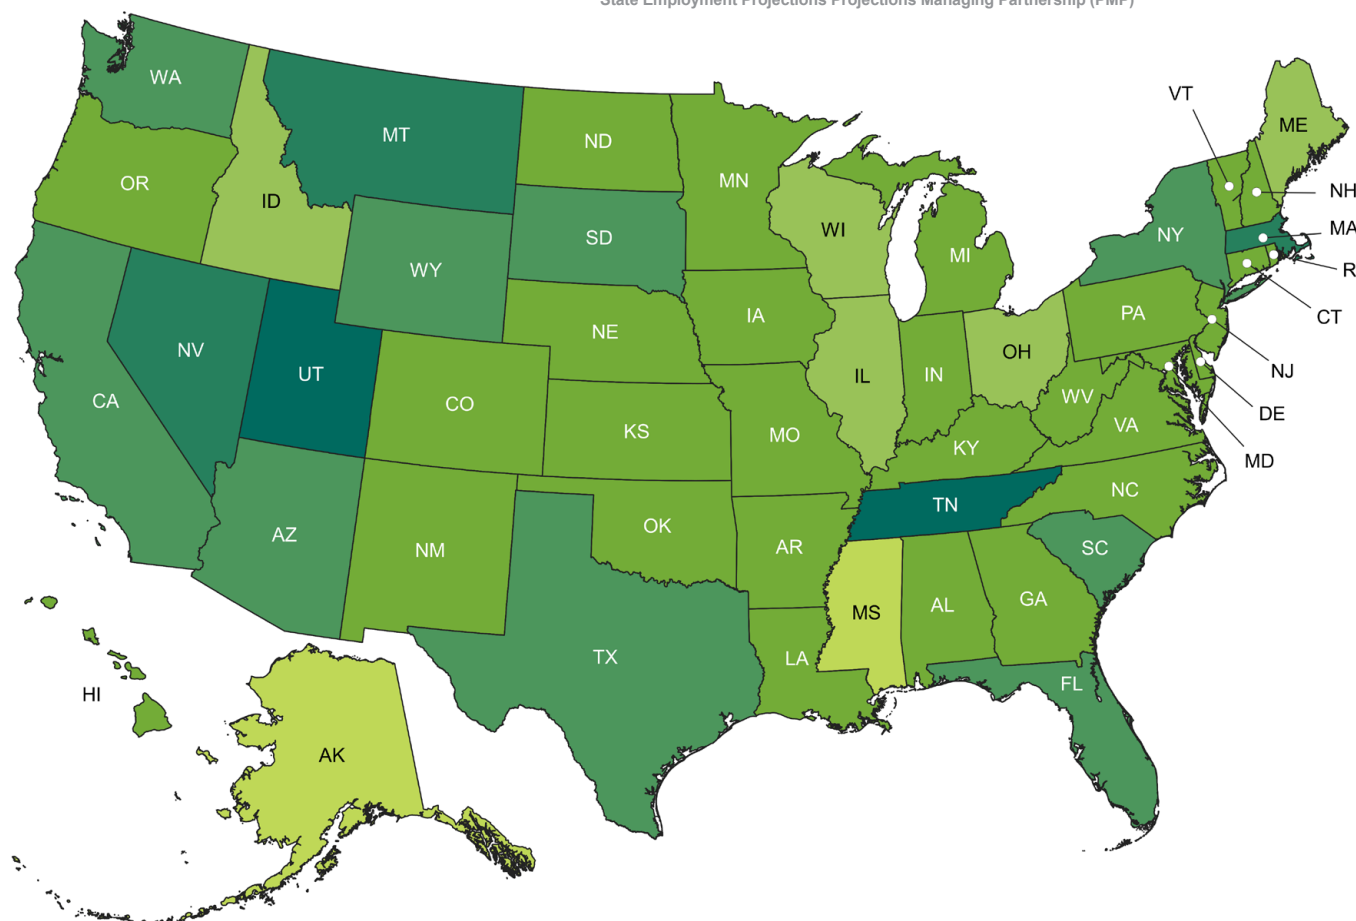 State Employment Projections Projections Managing Partnership (PMP)
WA
MT
ND
MN
ME
VT
OR
ID
SD
WI
MI
NY
NH
MA
R
WY
IA
PA
CT
NV
UT
NE
IL
IN
OH
NJ
CA
CO
KS
MO
WV
VA
DE
KY
MD
AZ
NM
OK
AR
TN
NC
SC
TX
LA
MS
AL
GA
FL
HI
AK